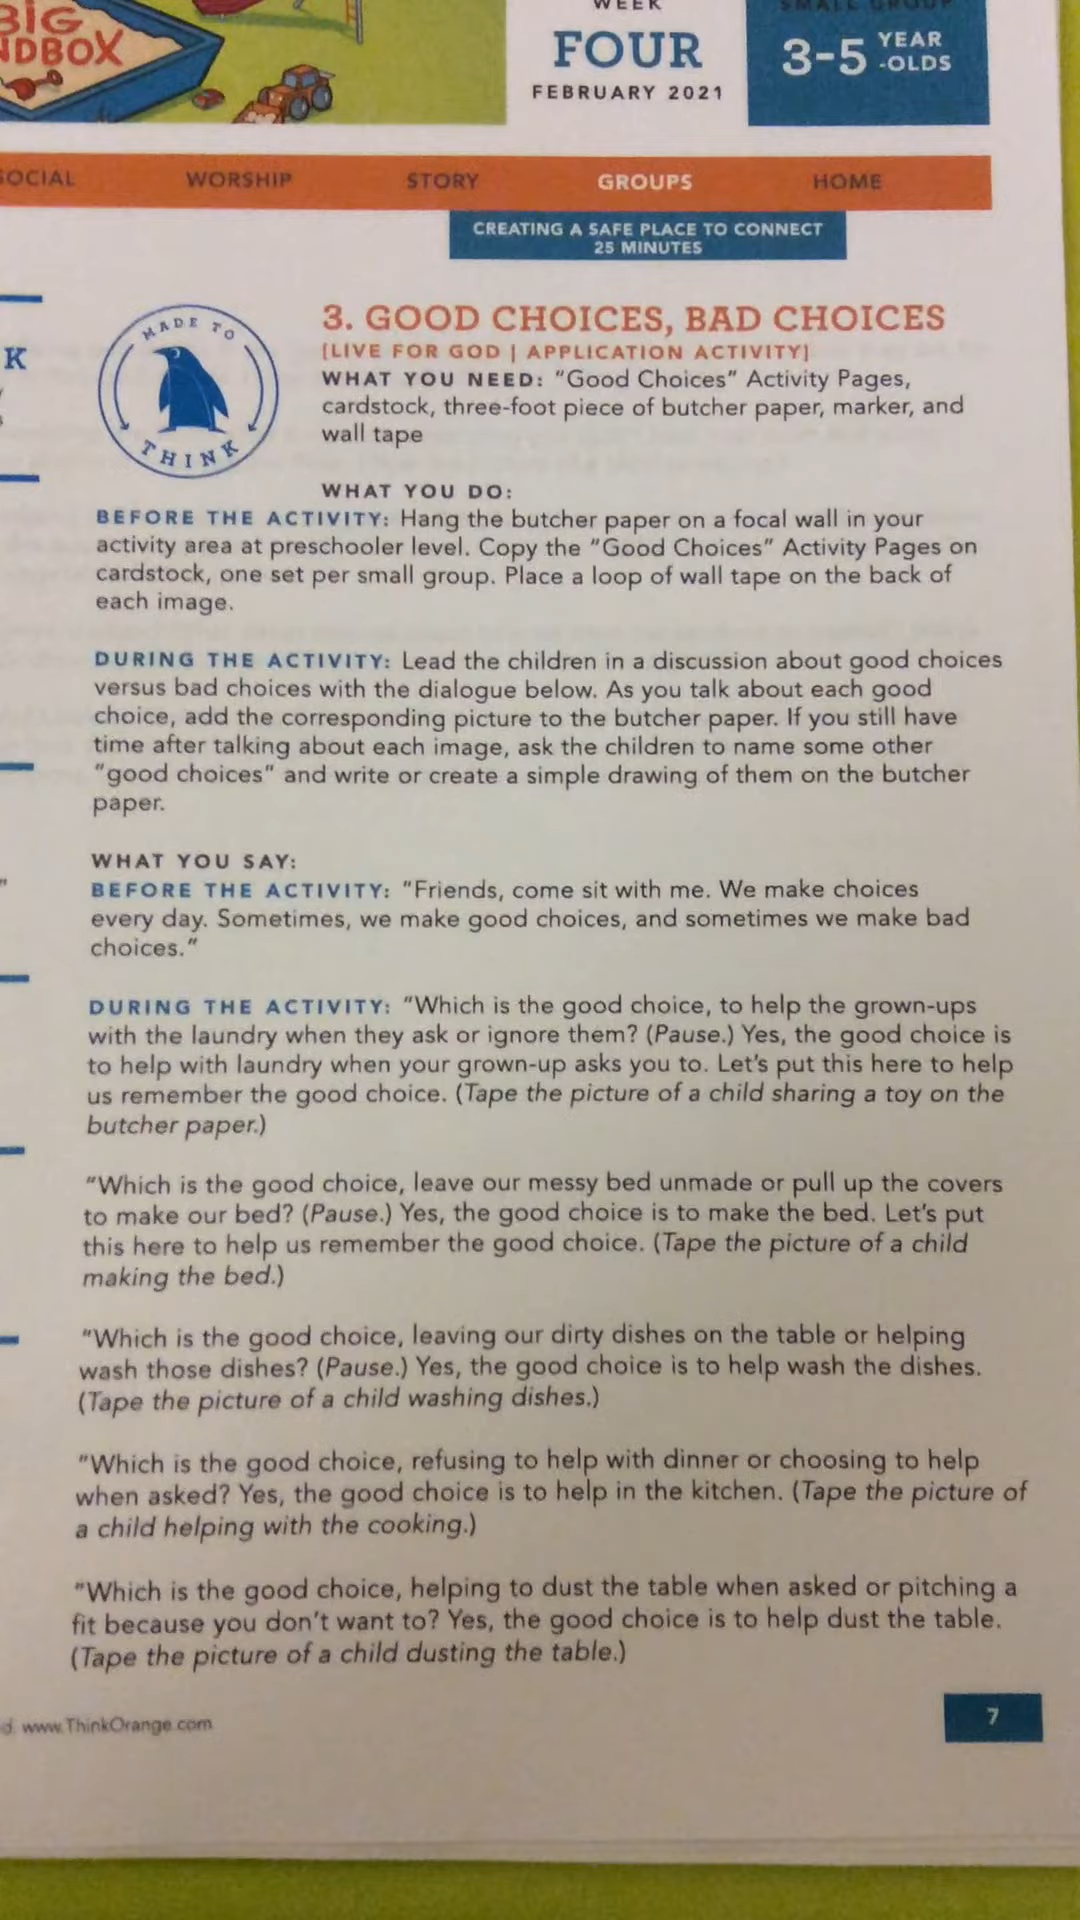 BIG
NDBOX
WEEK
FOUR
FEBRUARY 2021
SMALL GROUP
3-5 YEAR
-OLDS
SOCIAL WORSHIP STORY GROUPS HOME
CREATING A SAFE PLACE TO CONNECT
25 MINUTES
K
MADE TO
THINK
3. GOOD CHOICES, BAD CHOICES
[LIVE FOR GOD | APPLICATION ACTIVITY]
WHAT YOU NEED: "Good Choices" Activity Pages,
cardstock, three-foot piece of butcher paper, marker, and
wall tape
WHAT YOU DO:
BEFORE THE ACTIVITY: Hang the butcher paper on a focal wall in your
activity area at preschooler level. Copy the "Good Choices" Activity Pages on
cardstock, one set per small group. Place a loop of wall tape on the back of
each image.
DURING THE ACTIVITY: Lead the children in a discussion about good choices
versus bad choices with the dialogue below. As you talk about each good
choice, add the corresponding picture to the butcher paper. If you still have
time after talking about each image, ask the children to name some other
"good choices" and write or create a simple drawing of them on the butcher
paper.
WHAT YOU SAY:
BEFORE THE ACTIVITY: "Friends, come sit with me. We make choices
every day. Sometimes, we make good choices, and sometimes we make bad
choices."
DURING THE ACTIVITY: "Which is the good choice, to help the grown-ups
with the laundry when they ask or ignore them? (Pause.) Yes, the good choice is
to help with laundry when your grown-up asks you to. Let's put this here to help
us remember the good choice. (Tape the picture of a child sharing a toy on the
butcher paper.)
"Which is the good choice, leave our messy bed unmade or pull up the covers
to make our bed? (Pause.) Yes, the good choice is to make the bed. Let's put
this here to help us remember the good choice. (Tape the picture of a child
making the bed.)
"Which is the good choice, leaving our dirty dishes on the table or helping
wash those dishes? (Pause.) Yes, the good choice is to help wash the dishes.
(Tape the picture of a child washing dishes.)
"Which is the good choice, refusing to help with dinner or choosing to help
when asked? Yes, the good choice is to help in the kitchen. (Tape the picture of
a child helping with the cooking.)
"Which is the good choice, helping to dust the table when asked or pitching a
fit because you don't want to? Yes, the good choice is to help dust the table.
(Tape the picture of a child dusting the table.)
d. www.ThinkOrange.com
7